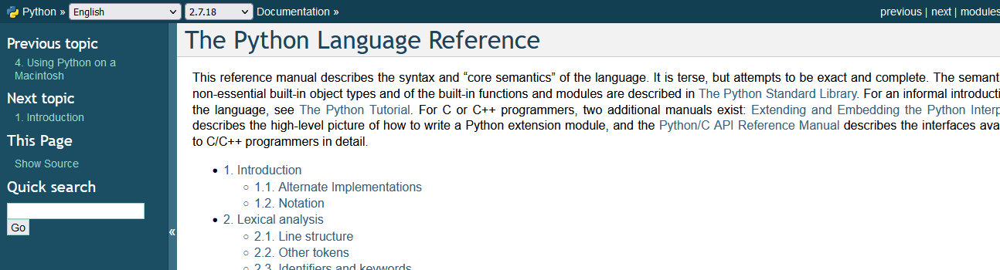 Python » English 2.7.18 Documentation » previous | next | modules
Previous topic
4. Using Python on a
Macintosh
Next topic
1. Introduction
This Page
Show Source
Quick search
Go
«
The Python Language Reference
This reference manual describes the syntax and “core semantics” of the language. It is terse, but attempts to be exact and complete. The semant
non-essential built-in object types and of the built-in functions and modules are described in The Python Standard Library. For an informal introducti
the language, see The Python Tutorial. For C or C++ programmers, two additional manuals exist: Extending and Embedding the Python Interp
describes the high-level picture of how to write a Python extension module, and the Python/C API Reference Manual describes the interfaces ava
to C/C++ programmers in detail.
• 1. Introduction
○ 1.1. Alternate Implementations
○ 1.2. Notation
• 2. Lexical analysis
○ 2.1. Line structure
○ 2.2. Other tokens
○ 2.3. Identifiers and keywords